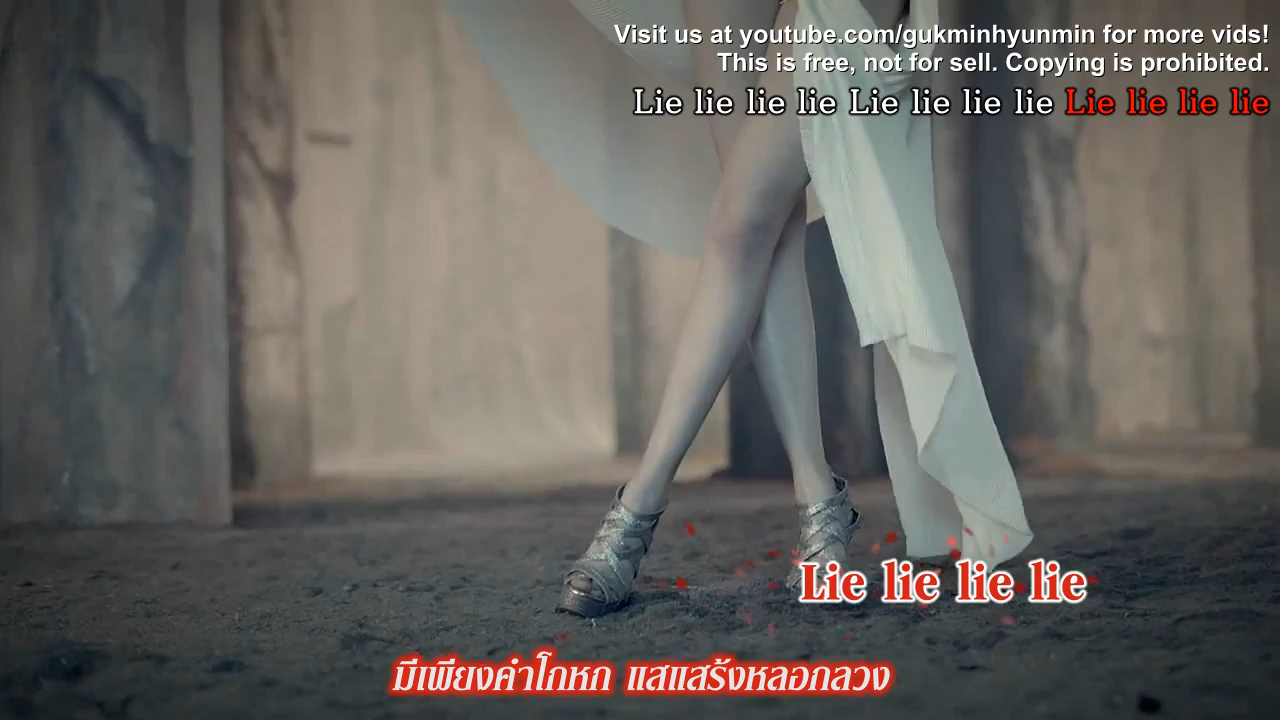 Visit us at youtube.com/gukminhyunmin for more vids!
This is free, not for sell. Copying is prohibited.
Lie lie lie lie Lie lie lie lie Lie lie lie lie
Lie lie lie lie
มีเพียงคำโกหก แสแสร้งหลอกลวง